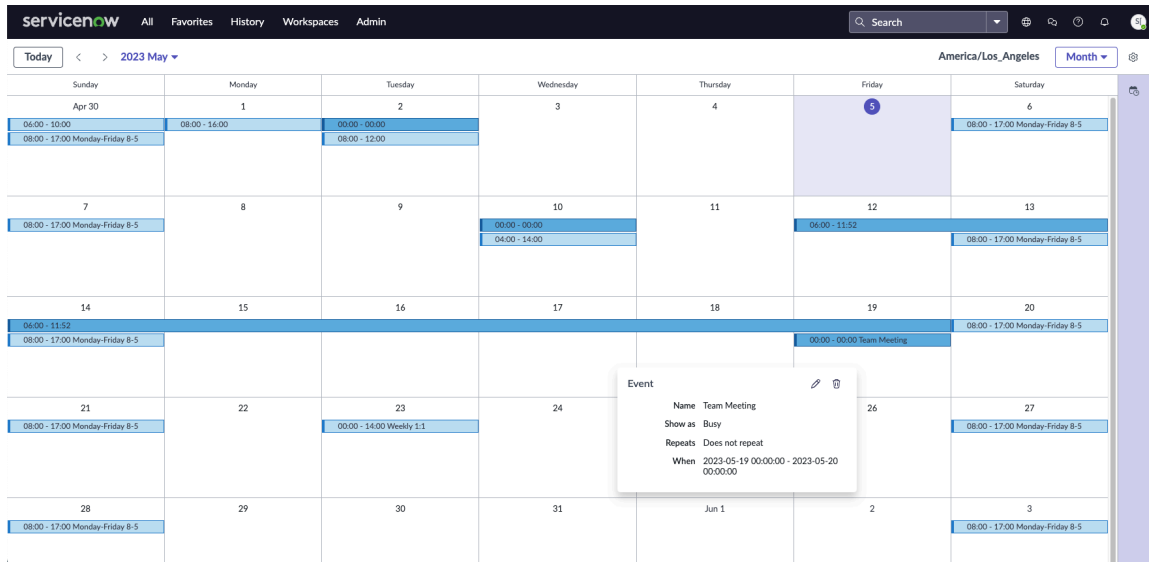 servicenow All Favorites History Workspaces Admin Search SJ
Today < > 2023 May America/Los_Angeles Month
Sunday Monday Tuesday Wednesday Thursday Friday Saturday
Apr 30 1 2 3 4 5 6
06:00 - 10:00 08:00 - 16:00 00:00 - 00:00 08:00 - 17:00 Monday-Friday 8-5
08:00 - 17:00 Monday-Friday 8-5 08:00 - 12:00
7 8 9 10 11 12 13
08:00 - 17:00 Monday-Friday 8-5 00:00 - 00:00 06:00 - 11:52
04:00 - 14:00 08:00 - 17:00 Monday-Friday 8-5
14 15 16 17 18 19 20
06:00 - 11:52 08:00 - 17:00 Monday-Friday 8-5
08:00 - 17:00 Monday-Friday 8-5 00:00 - 00:00 Team Meeting
Event
Name Team Meeting
Show as Busy
Repeats Does not repeat
When 2023-05-19 00:00:00 - 2023-05-20
00:00:00
21 22 23 24 26 27
08:00 - 17:00 Monday-Friday 8-5 00:00 - 14:00 Weekly 1:1 08:00 - 17:00 Monday-Friday 8-5
28 29 30 31 Jun 1 2 3
08:00 - 17:00 Monday-Friday 8-5 08:00 - 17:00 Monday-Friday 8-5